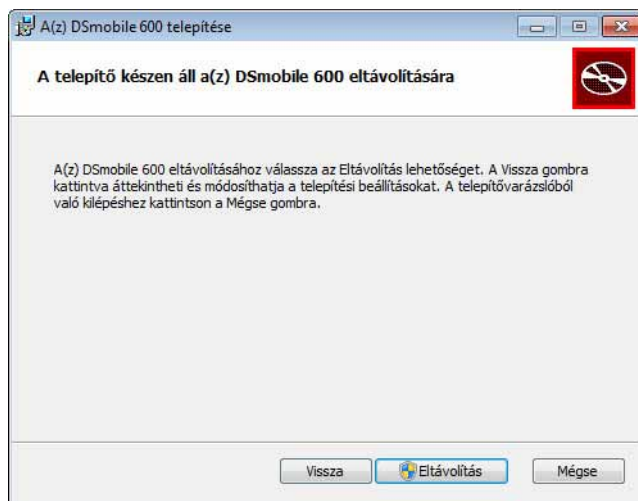 A(z) DSmobile 600 telepítése
A telepítő készen áll a(z) DSmobile 600 eltávolítására
A(z) DSmobile 600 eltávolításához válassza az Eltávolítás lehetőséget. A Vissza gombra
kattintva áttekintheti és módosíthatja a telepítési beállításokat. A telepítővarázslóból
való kilépéshez kattintson a Mégse gombra.
Vissza
Eltávolítás
Mégse